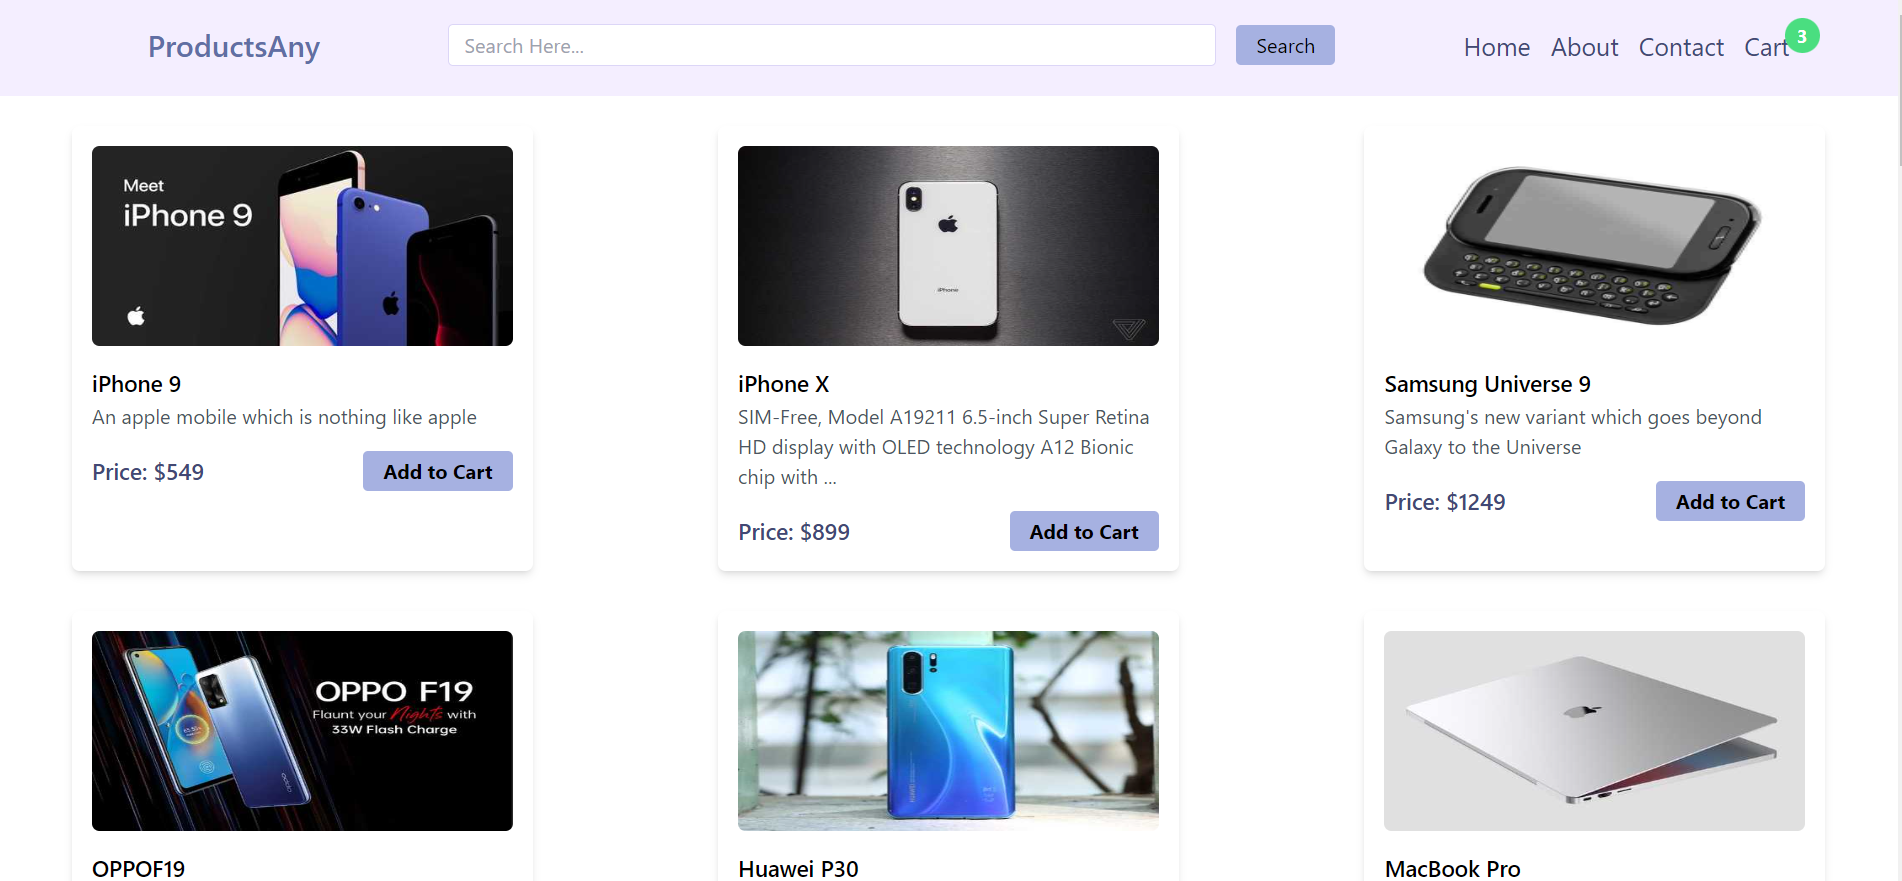 ProductsAny
Search Here...
Search
Home
About
Contact
Cart
3
Meet
iPhone 9
iPhone
iPhone 9
An apple mobile which is nothing like apple
Price: $549
Add to Cart
iPhone X
SIM-Free, Model A19211 6.5-inch Super Retina
HD display with OLED technology A12 Bionic
chip with ...
Price: $899
Add to Cart
Samsung Universe 9
Samsung's new variant which goes beyond
Galaxy to the Universe
Price: $1249
Add to Cart
OPPO F19
Flaunt your Nights with
33W Flash Charge
OPPOF19
Huawei P30
MacBook Pro